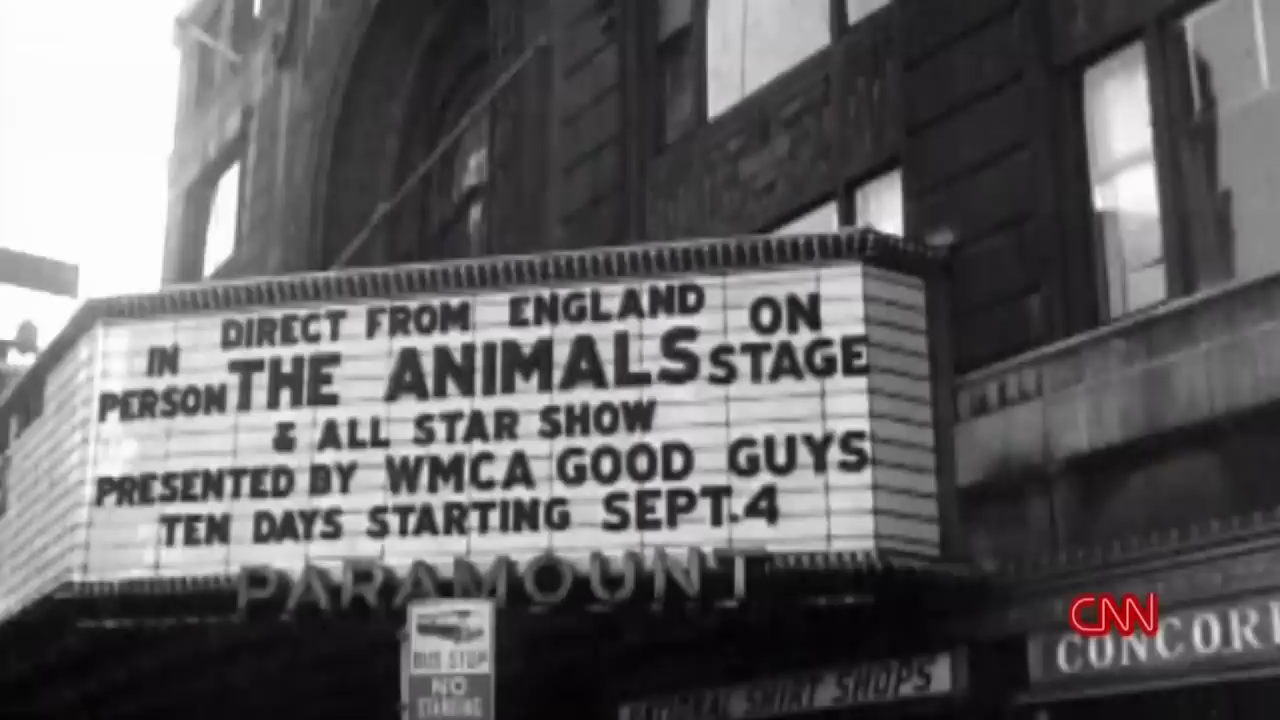 DIRECT FROM ENGLAND
IN PERSON THE ANIMALS ON STAGE
& ALL STAR SHOW
PRESENTED BY WMCA GOOD GUYS
TEN DAYS STARTING SEPT. 4
PARAMOUNT
BUS STOP
NO
STANDING
SHIRT SHOPS
CNN
CONCOR